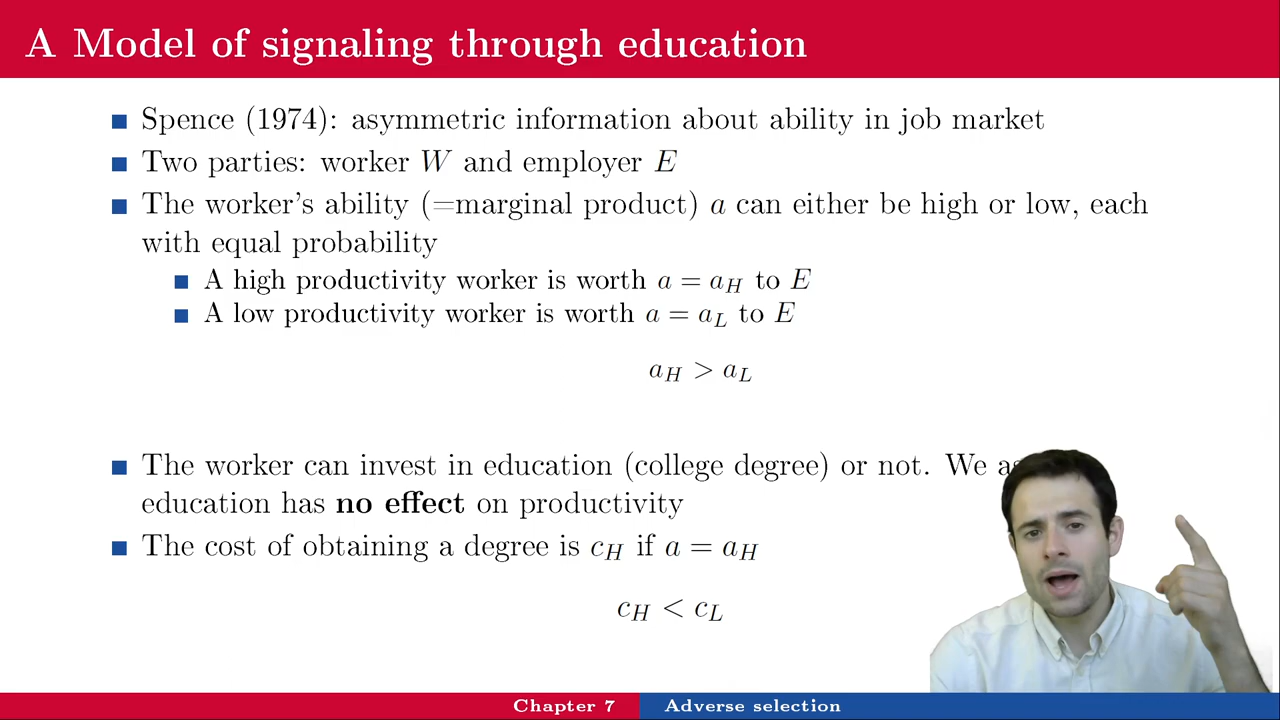 A Model of signaling through education
Spence (1974): asymmetric information about ability in job market
Two parties: worker W and employer E
The worker's ability (=marginal product) a can either be high or low, each
with equal probability
A high productivity worker is worth a = a_H to E
A low productivity worker is worth a = a_L to E
a_H > a_L
The worker can invest in education (college degree) or not. We
education has no effect on productivity
The cost of obtaining a degree is c_H if a = a_H
c_H < c_L
Chapter 7 Adverse selection